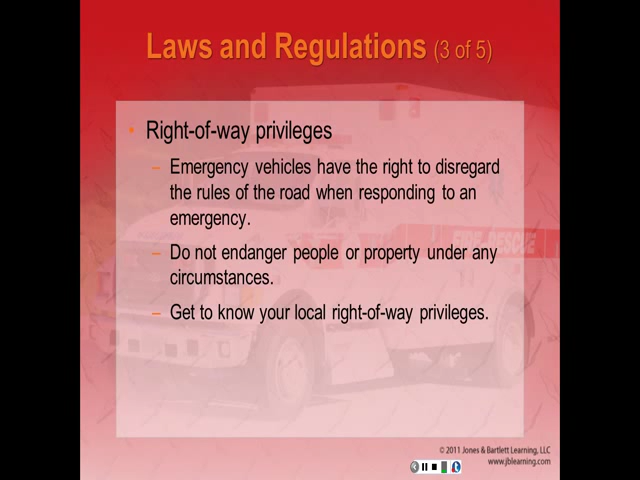 Laws and Regulations (3 of 5)
• Right-of-way privileges
– Emergency vehicles have the right to disregard
the rules of the road when responding to an
emergency.
– Do not endanger people or property under any
circumstances.
– Get to know your local right-of-way privileges.
FIRE-RESCUE
© 2011 Jones & Bartlett Learning, LLC
www.jblearning.com